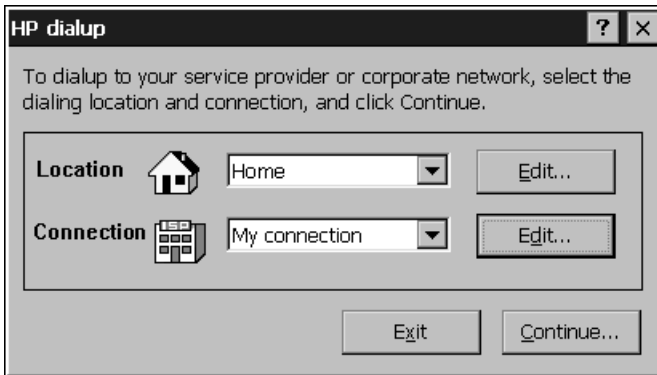 HP dialup ? ×
To dialup to your service provider or corporate network, select the
dialing location and connection, and click Continue.
Location Home Edit...
Connection ISP My connection Edit...
Exit Continue...